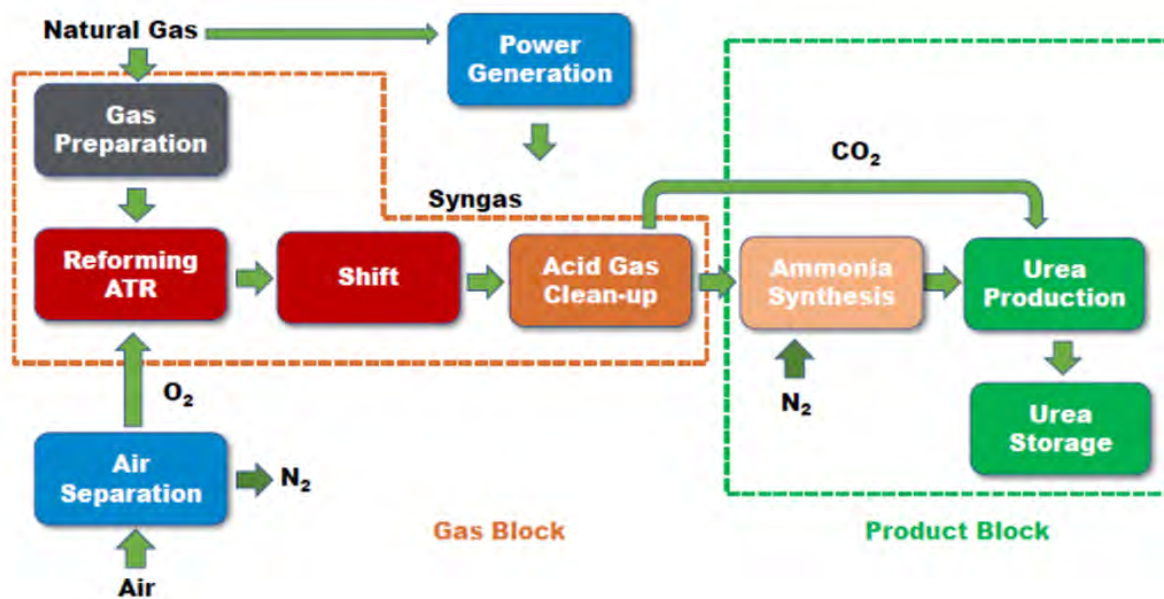 Natural Gas
Power
Generation
Gas
Preparation
CO₂
Syngas
Reforming
ATR
Shift
Acid Gas
Clean-up
Ammonia
Synthesis
Urea
Production
O₂
N₂
Urea
Storage
Air
Separation
N₂
Gas Block
Product Block
Air